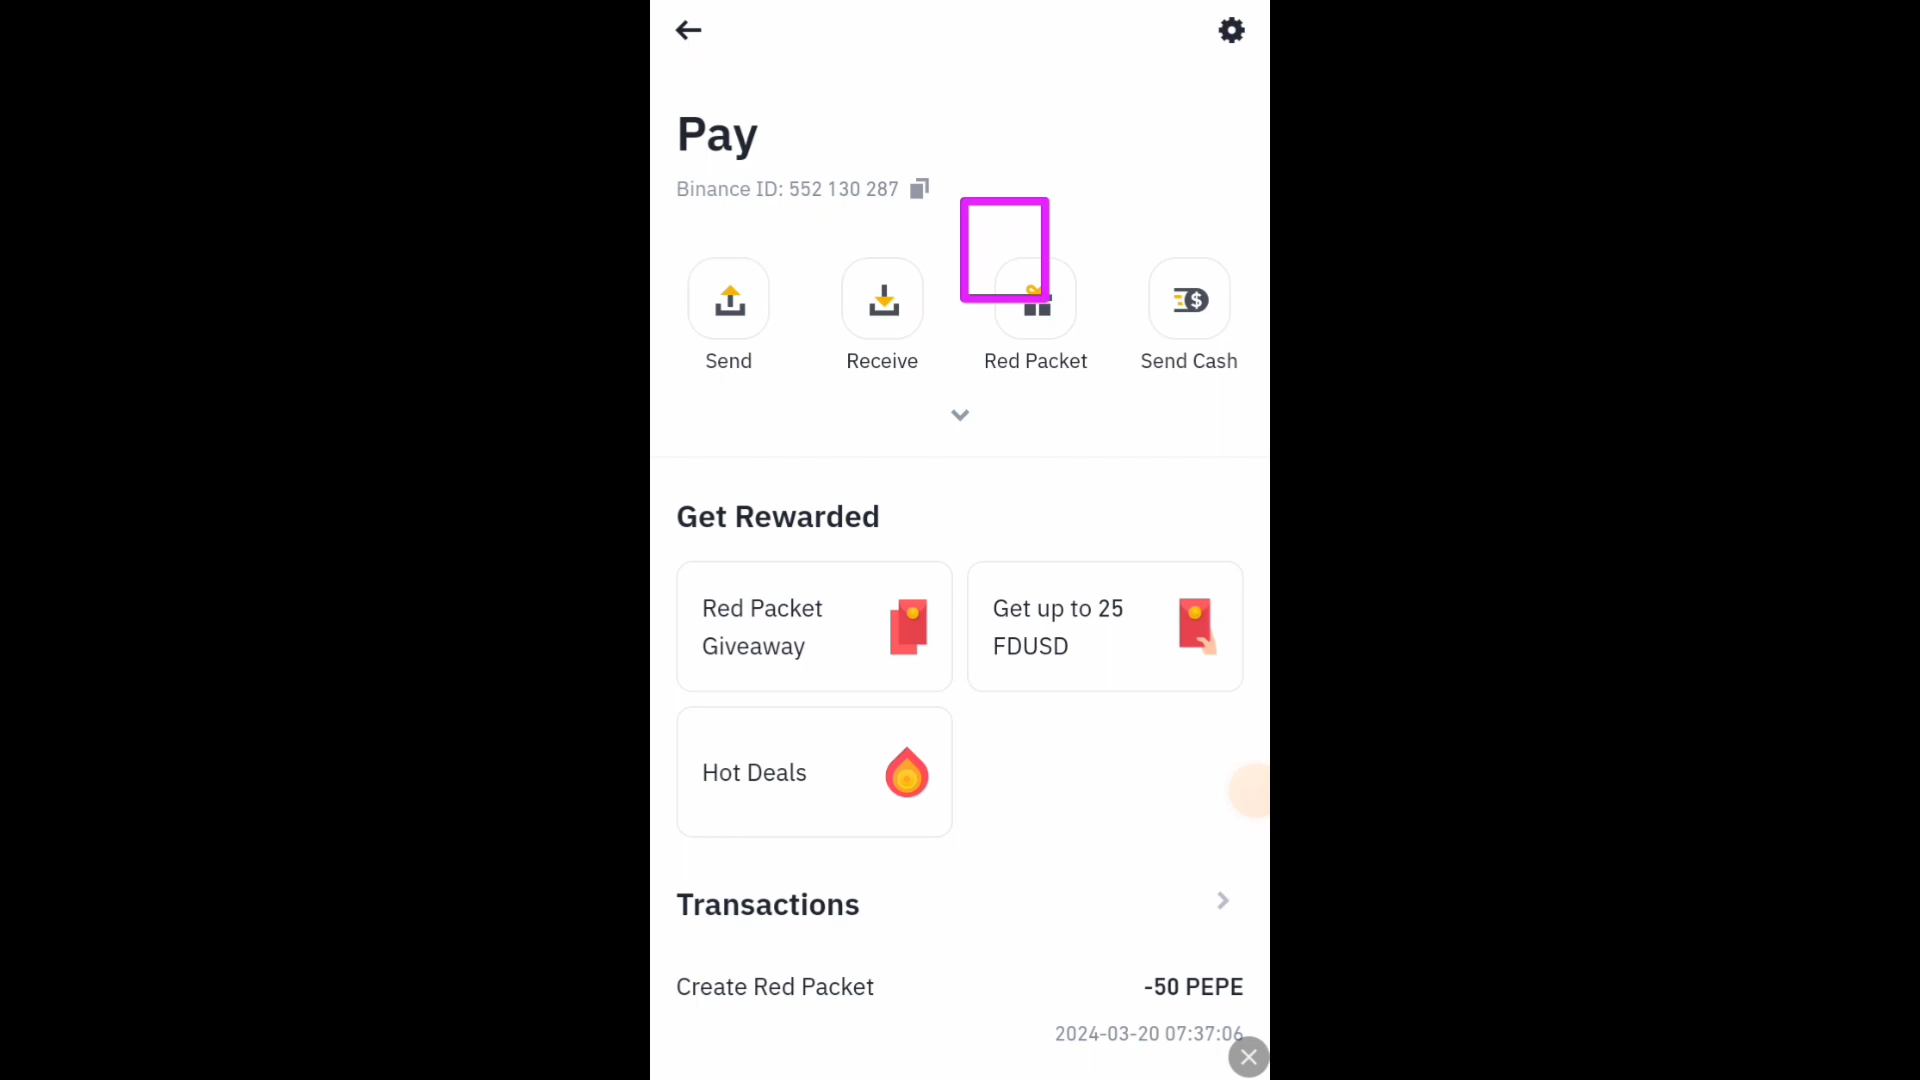 Pay
Binance ID: 552 130 287
Send Receive Red Packet Send Cash
Get Rewarded
Red Packet
Giveaway
Get up to 25
FDUSD
Hot Deals
Transactions
Create Red Packet -50 PEPE
2024-03-20 07:37:06